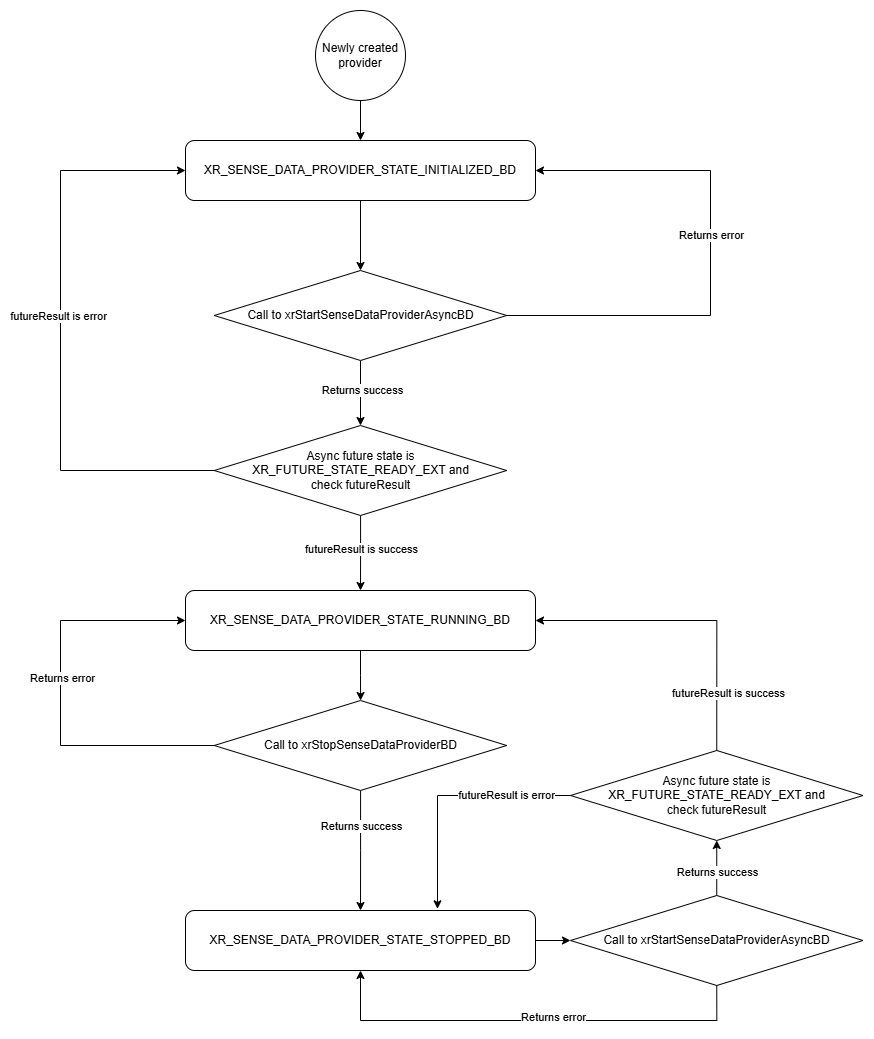 Newly created
provider
XR_SENSE_DATA_PROVIDER_STATE_INITIALIZED_BD
Returns error
Call to xrStartSenseDataProviderAsyncBD
futureResult is error
Returns success
Async future state is
XR_FUTURE_STATE_READY_EXT and
check futureResult
futureResult is success
XR_SENSE_DATA_PROVIDER_STATE_RUNNING_BD
Returns error
futureResult is success
Call to xrStopSenseDataProviderBD
Async future state is
XR_FUTURE_STATE_READY_EXT and
check futureResult
futureResult is error
Returns success
Returns success
XR_SENSE_DATA_PROVIDER_STATE_STOPPED_BD
Call to xrStartSenseDataProviderAsyncBD
Returns error